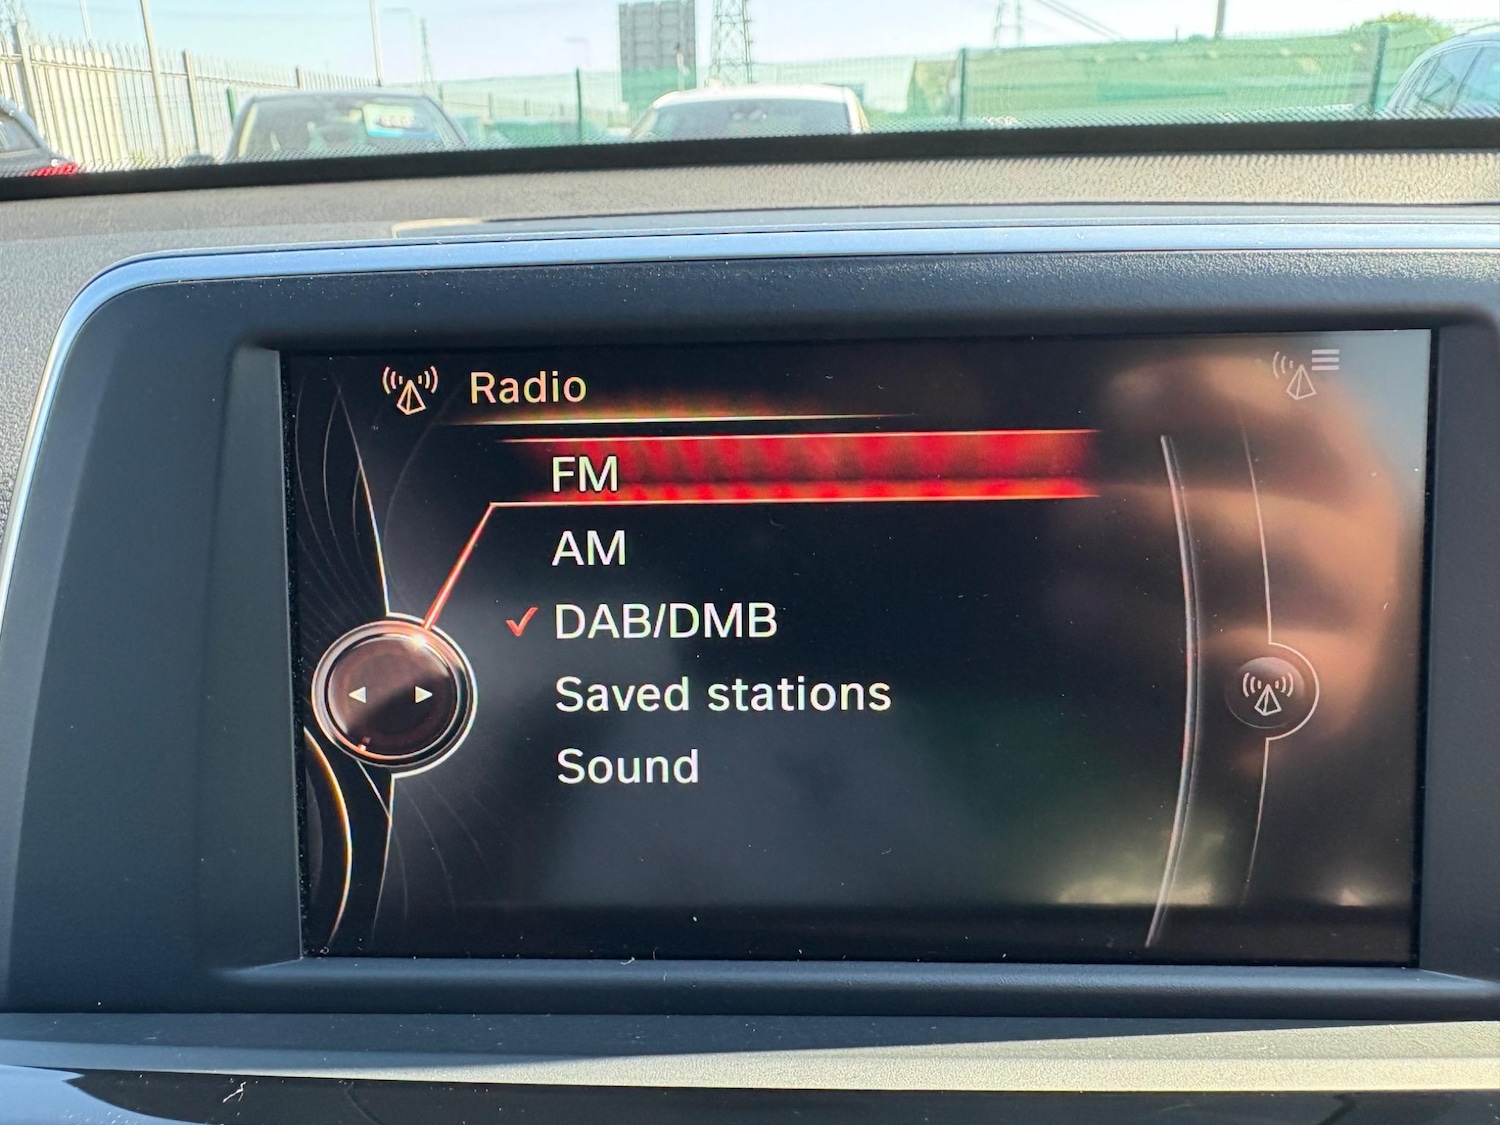 Radio
FM
AM
DAB/DMB
Saved stations
Sound